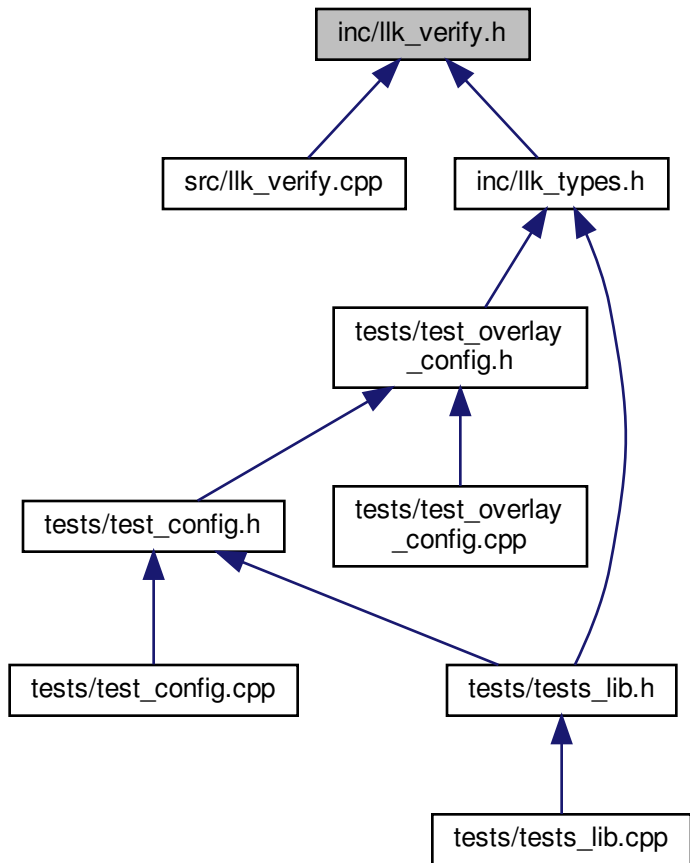 inc/llk_verify.h
src/llk_verify.cpp
inc/llk_types.h
tests/test_overlay
_config.h
tests/test_config.h
tests/test_overlay
_config.cpp
tests/test_config.cpp
tests/tests_lib.h
tests/tests_lib.cpp